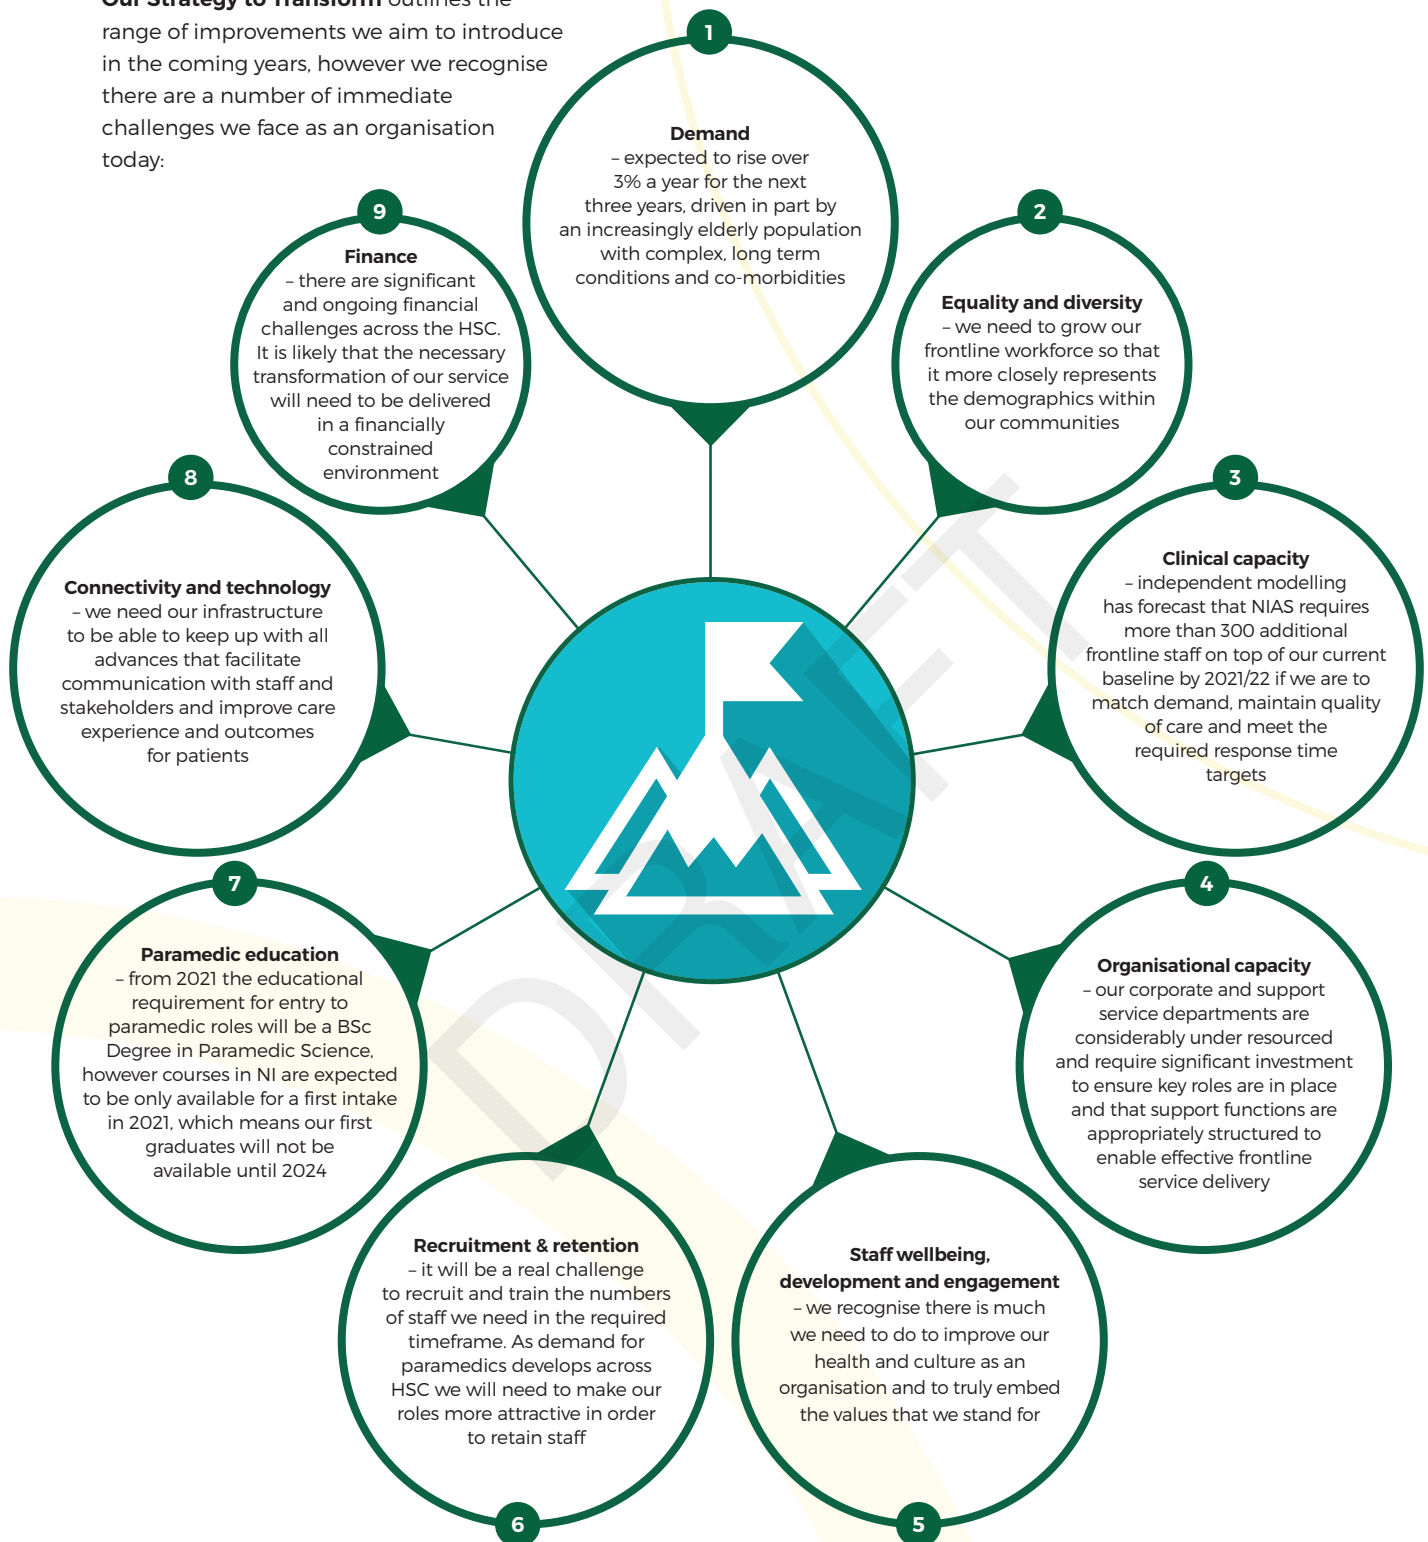 Our Strategy to Transform outlines the
range of improvements we aim to introduce
in the coming years, however we recognise
there are a number of immediate
challenges we face as an organisation
today:
1
Demand
– expected to rise over
3% a year for the next
three years, driven in part by
an increasingly elderly population
with complex, long term
conditions and co-morbidities
2
Equality and diversity
– we need to grow our
frontline workforce so that
it more closely represents
the demographics within
our communities
3
Clinical capacity
– independent modelling
has forecast that NIAS requires
more than 300 additional
frontline staff on top of our current
baseline by 2021/22 if we are to
match demand, maintain quality
of care and meet the
required response time
targets
4
Organisational capacity
– our corporate and support
service departments are
considerably under resourced
and require significant investment
to ensure key roles are in place
and that support functions are
appropriately structured to
enable effective frontline
service delivery
Staff wellbeing,
development and engagement
– we recognise there is much
we need to do to improve our
health and culture as an
organisation and to truly embed
the values that we stand for
5
Recruitment & retention
– it will be a real challenge
to recruit and train the numbers
of staff we need in the required
timeframe. As demand for
paramedics develops across
HSC we will need to make our
roles more attractive in order
to retain staff
6
7
Paramedic education
– from 2021 the educational
requirement for entry to
paramedic roles will be a BSc
Degree in Paramedic Science,
however courses in NI are expected
to be only available for a first intake
in 2021, which means our first
graduates will not be
available until 2024
8
Connectivity and technology
– we need our infrastructure
to be able to keep up with all
advances that facilitate
communication with staff and
stakeholders and improve care
experience and outcomes
for patients
9
Finance
– there are significant
and ongoing financial
challenges across the HSC.
It is likely that the necessary
transformation of our service
will need to be delivered
in a financially
constrained
environment
DRAFT